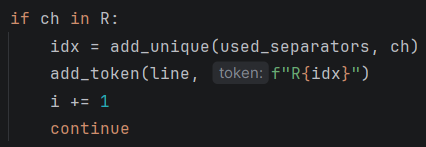 if ch in R:
    idx = add_unique(used_separators, ch)
    add_token(line, token: f"R{idx}")
    i += 1
    continue